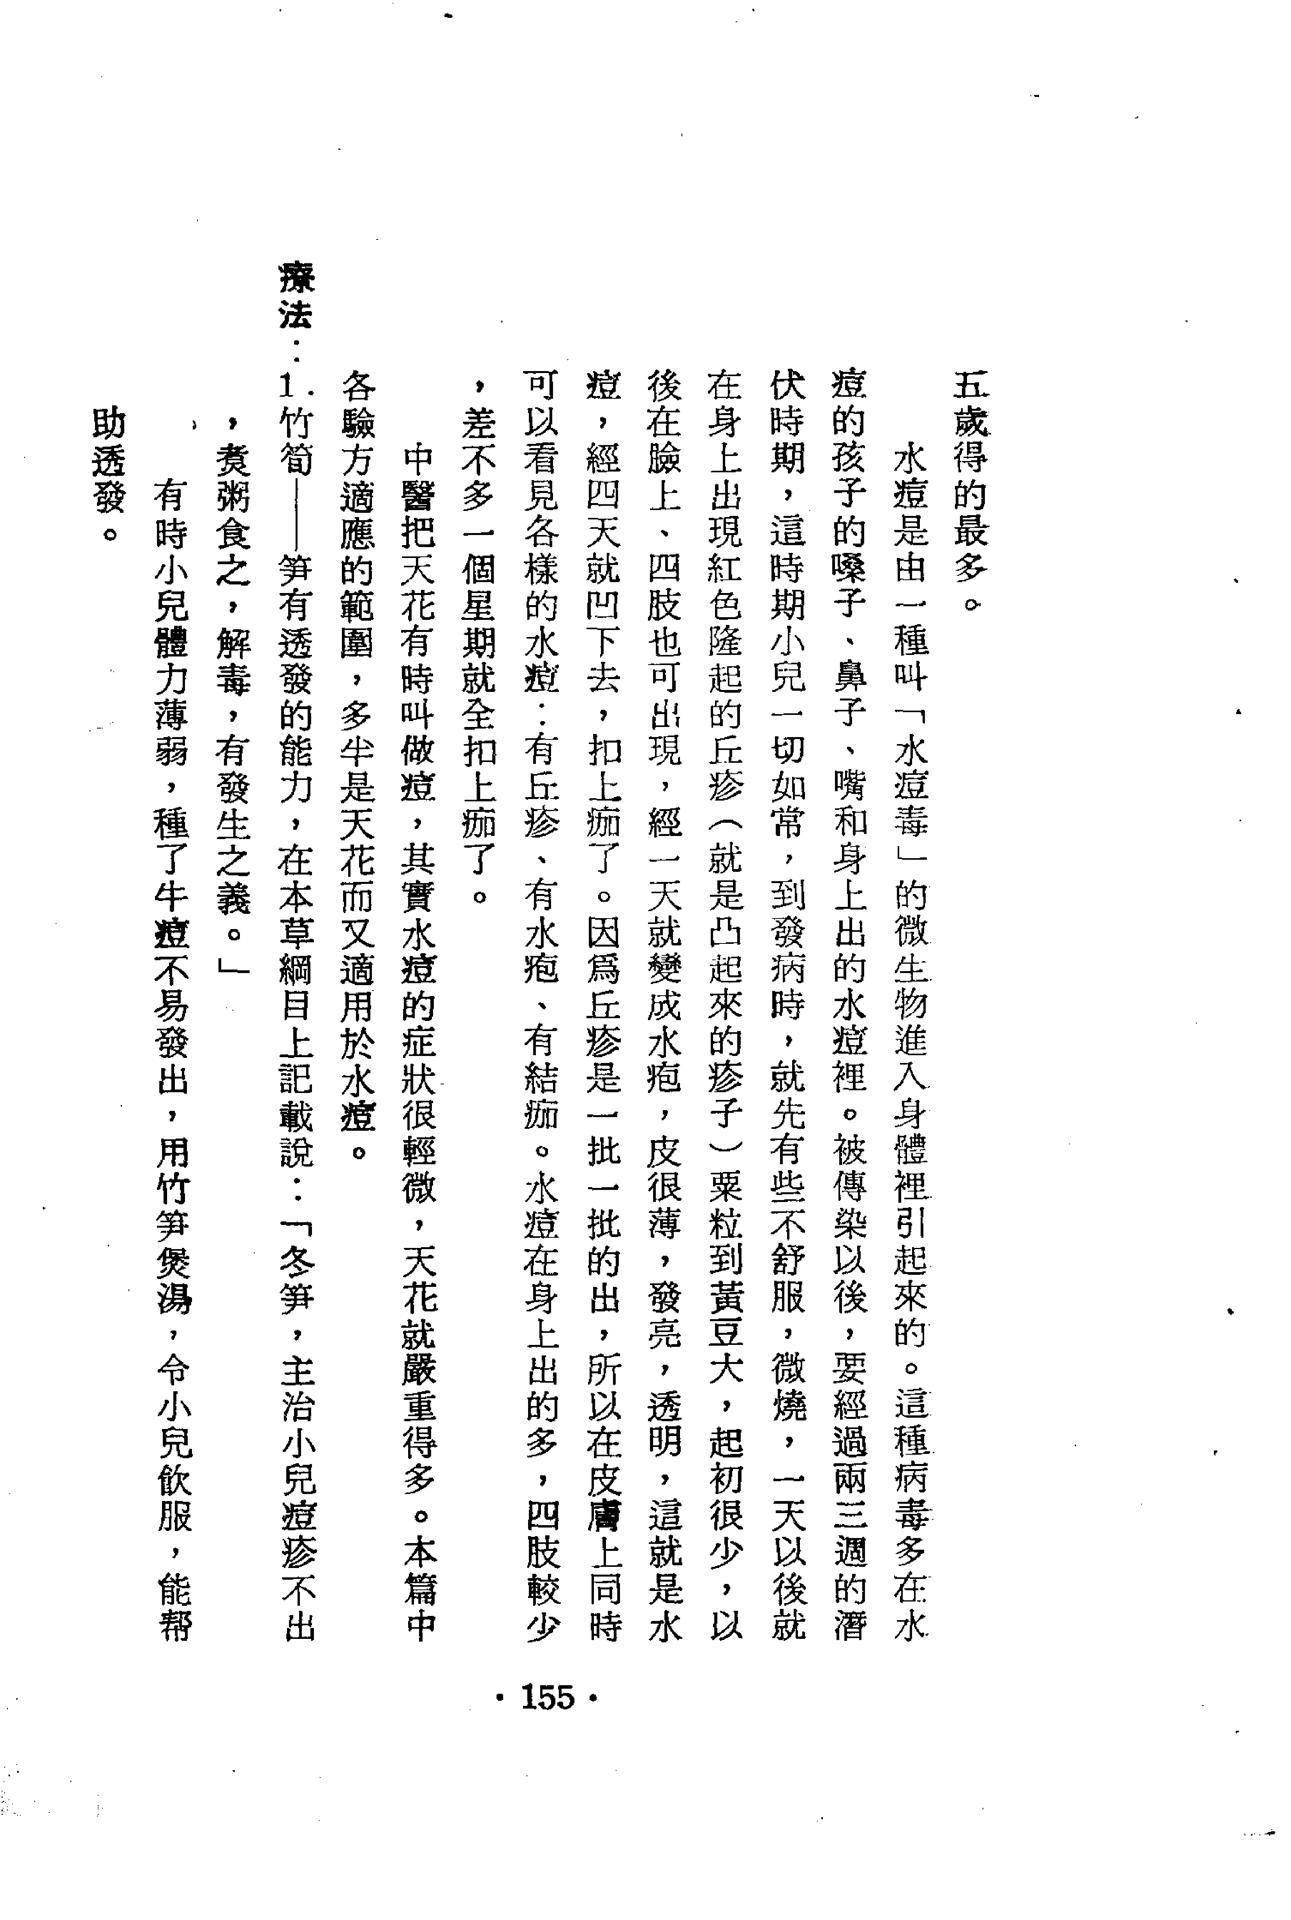 五歲得的最多。
水痘是由一種叫「水痘毒」的微生物進入身體裡引起來的。這種病毒多在水
痘的孩子的嗓子、鼻子、嘴和身上出的水痘裡。被傳染以後，要經過兩三週的潛
伏時期，這時期小兒一切如常，到發病時，就先有些不舒服，微燒，一天以後就
在身上出現紅色隆起的丘疹（就是凸起來的疹子）粟粒到黃豆大，起初很少，以
後在臉上、四肢也可出現，經一天就變成水疱，皮很薄，發亮，透明，這就是水
痘，經四天就凹下去，扣上痂了。因爲丘疹是一批一批的出，所以在皮膚上同時
可以看見各樣的水痘：有丘疹、有水疱、有結痂。水痘在身上出的多，四肢較少
，差不多一個星期就全扣上痂了。
中醫把天花有時叫做痘，其實水痘的症狀很輕微，天花就嚴重得多。本篇中
各驗方適應的範圍，多半是天花而又適用於水痘。
療法：1.竹筍——笋有透發的能力，在本草綱目上記載說：「冬笋，主治小兒痘疹不出
，煑粥食之，解毒，有發生之義。」
有時小兒體力薄弱，種了牛痘不易發出，用竹笋煲湯，令小兒飲服，能帮
助透發。
• 155 •